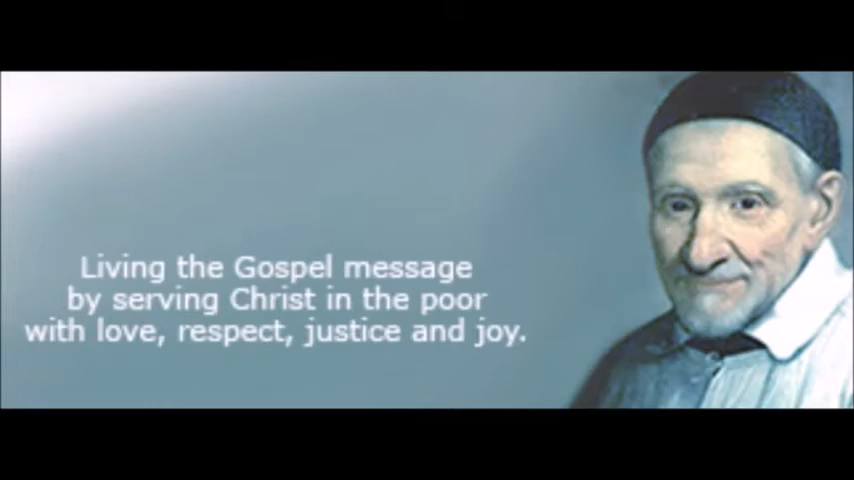 Living the Gospel message
by serving Christ in the poor
with love, respect, justice and joy.